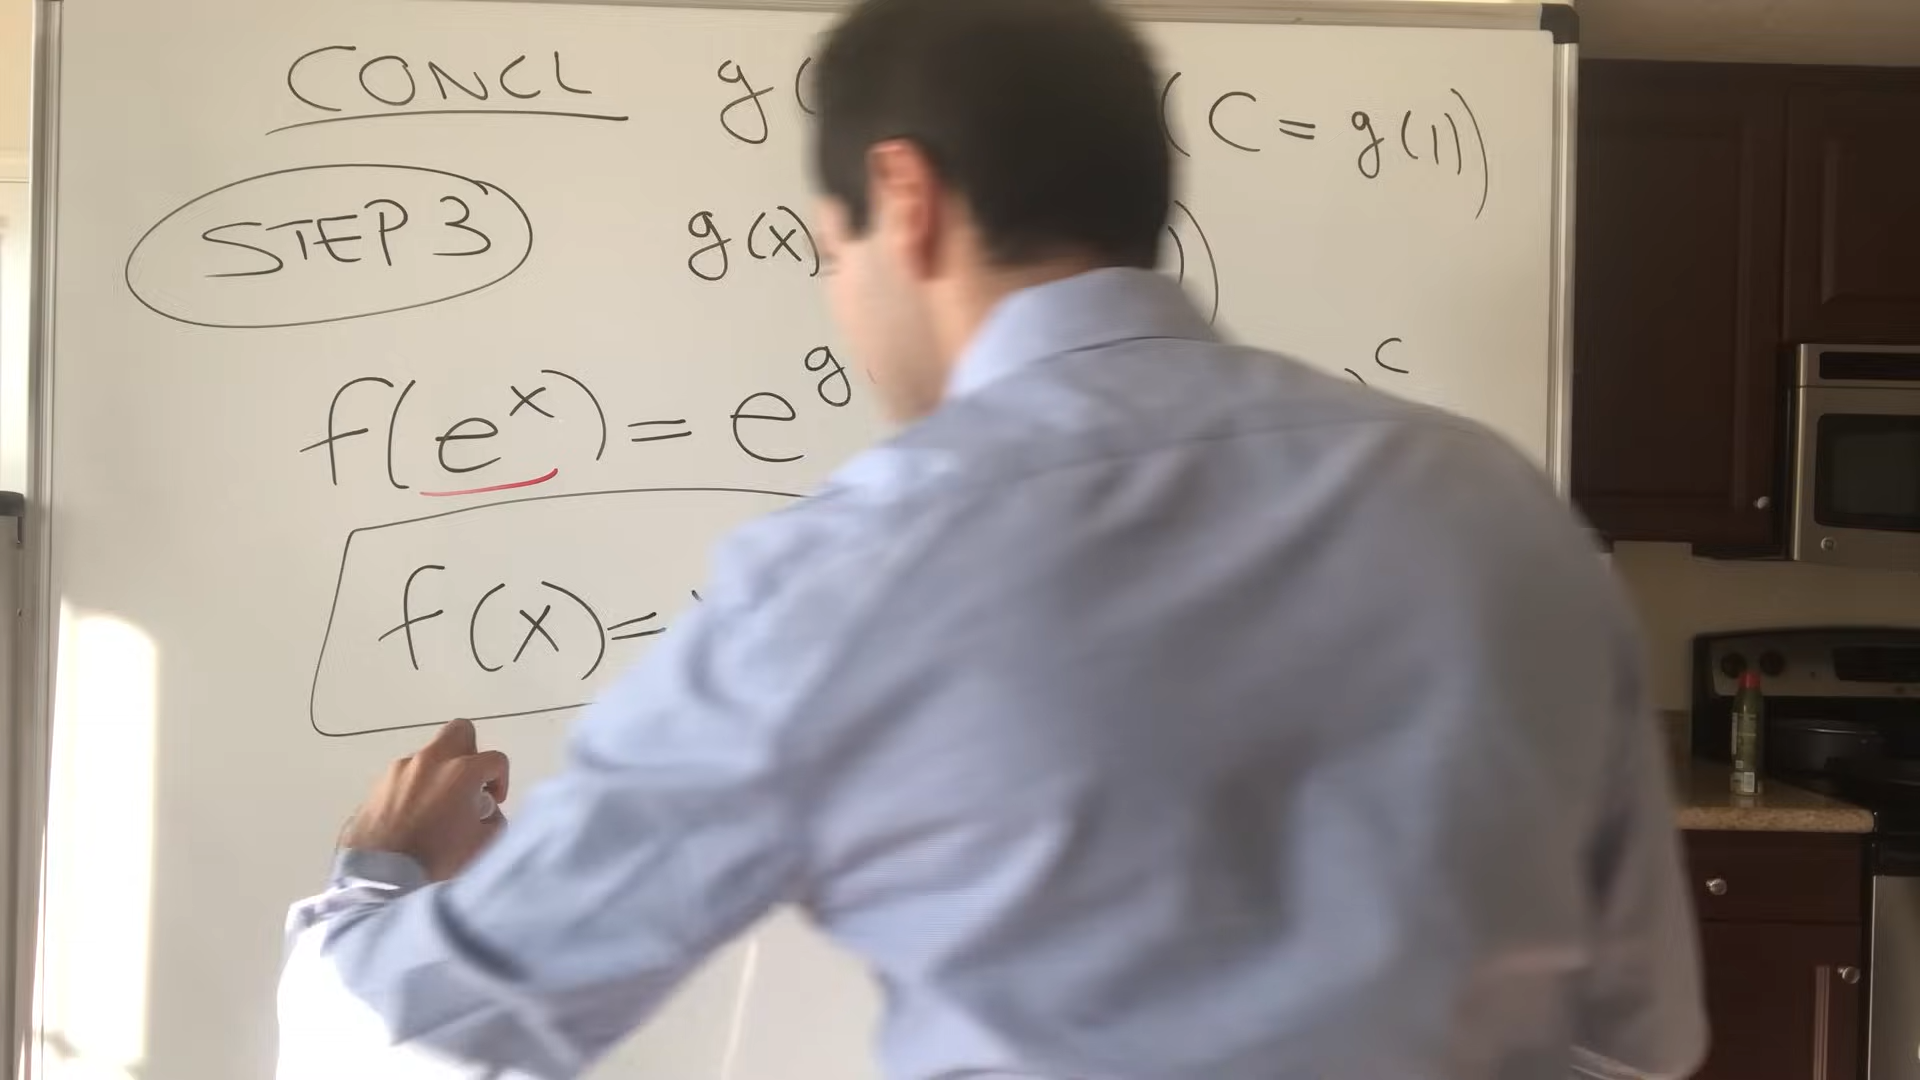 CONCL g( (C = g(1))
STEP 3 g(x) )
f(e^x) = e^g c
f(x) =